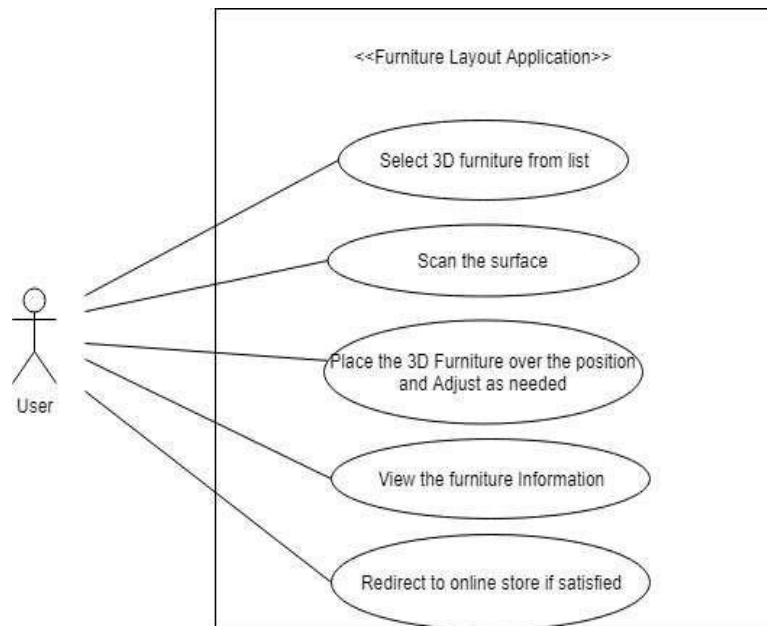 <<Furniture Layout Application>>
Select 3D furniture from list
Scan the surface
Place the 3D Furniture over the position
and Adjust as needed
User
View the furniture Information
Redirect to online store if satisfied